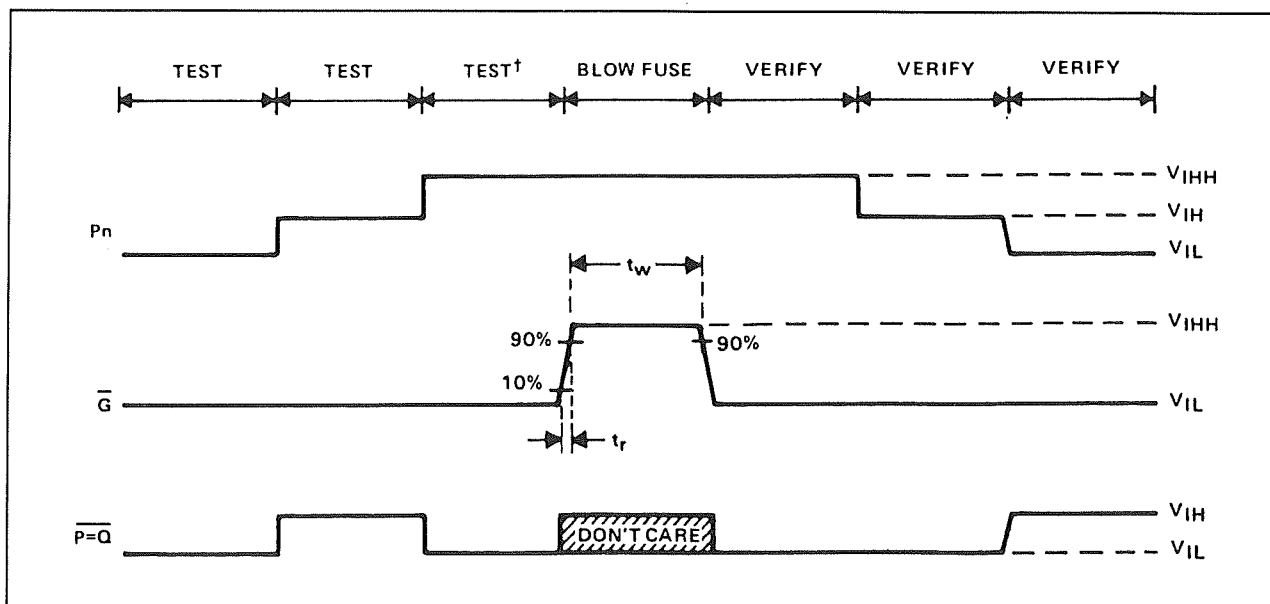 TEST TEST TEST† BLOW FUSE VERIFY VERIFY VERIFY
VIHH
Pn
VIH
VIL
tw
VIHH
90%
90%
10%
G̅
VIL
tr
P=Q̅
VIH
DON'T CARE
VIL